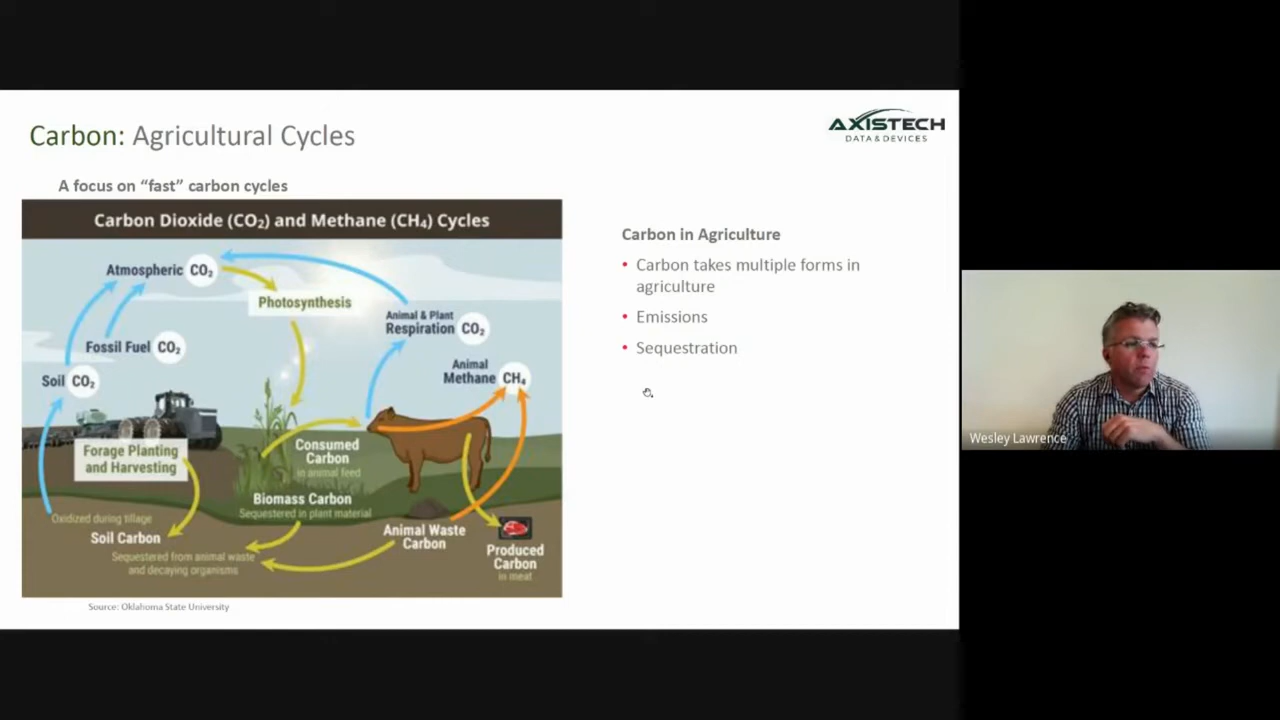 Carbon: Agricultural Cycles
AXISTECH
DATA & DEVICES
A focus on “fast” carbon cycles
Carbon Dioxide (CO₂) and Methane (CH₄) Cycles
Atmospheric CO₂
Photosynthesis
Animal & Plant
Respiration CO₂
Fossil Fuel CO₂
Animal
Methane CH₄
Soil CO₂
Forage Planting
and Harvesting
Consumed
Carbon
in animal feed
Biomass Carbon
Sequestered in plant material
Oxidized during tillage
Soil Carbon
Sequestered from animal waste
and decaying organisms
Animal Waste
Carbon
Produced
Carbon
in meat
Source: Oklahoma State University
Carbon in Agriculture
• Carbon takes multiple forms in
agriculture
• Emissions
• Sequestration
Wesley Lawrence